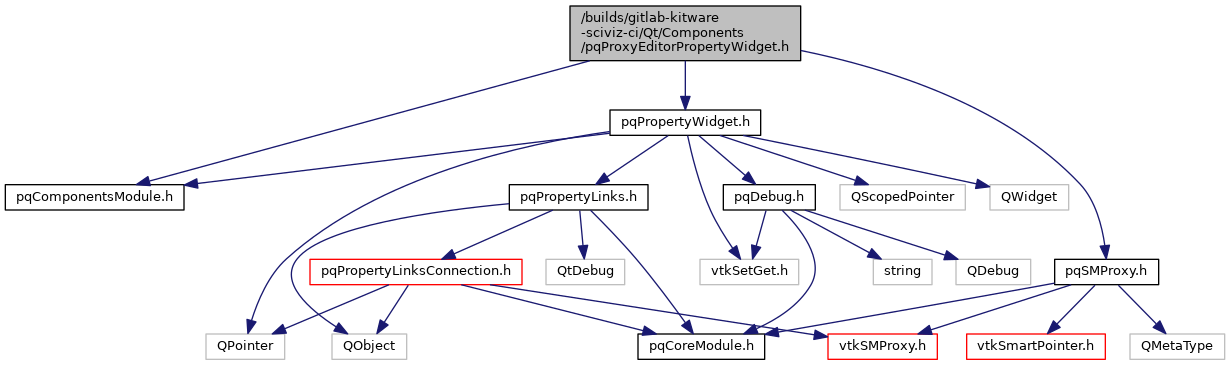 /builds/gitlab-kitware
-sciviz-ci/Qt/Components
/pqProxyEditorPropertyWidget.h
pqPropertyWidget.h
pqComponentsModule.h
pqPropertyLinks.h
pqDebug.h
QScopedPointer
QWidget
pqPropertyLinksConnection.h
QtDebug
vtkSetGet.h
string
QDebug
pqSMProxy.h
QPointer
QObject
pqCoreModule.h
vtkSMProxy.h
vtkSmartPointer.h
QMetaType